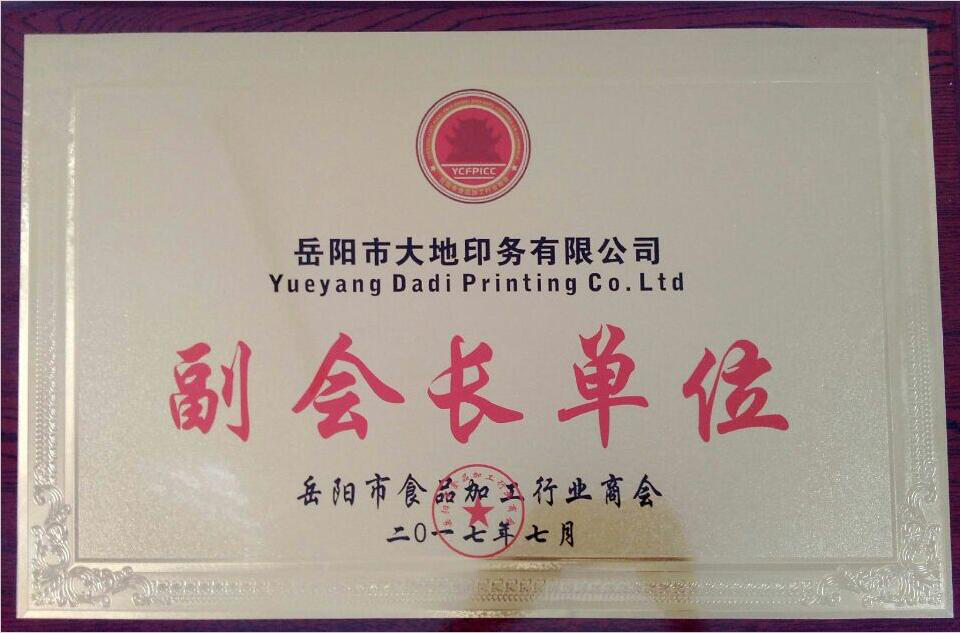 YCFPICC
岳阳市大地印务有限公司
Yueyang Dadi Printing Co.Ltd
副会长单位
岳阳市食品加工行业商会
二〇一七年七月